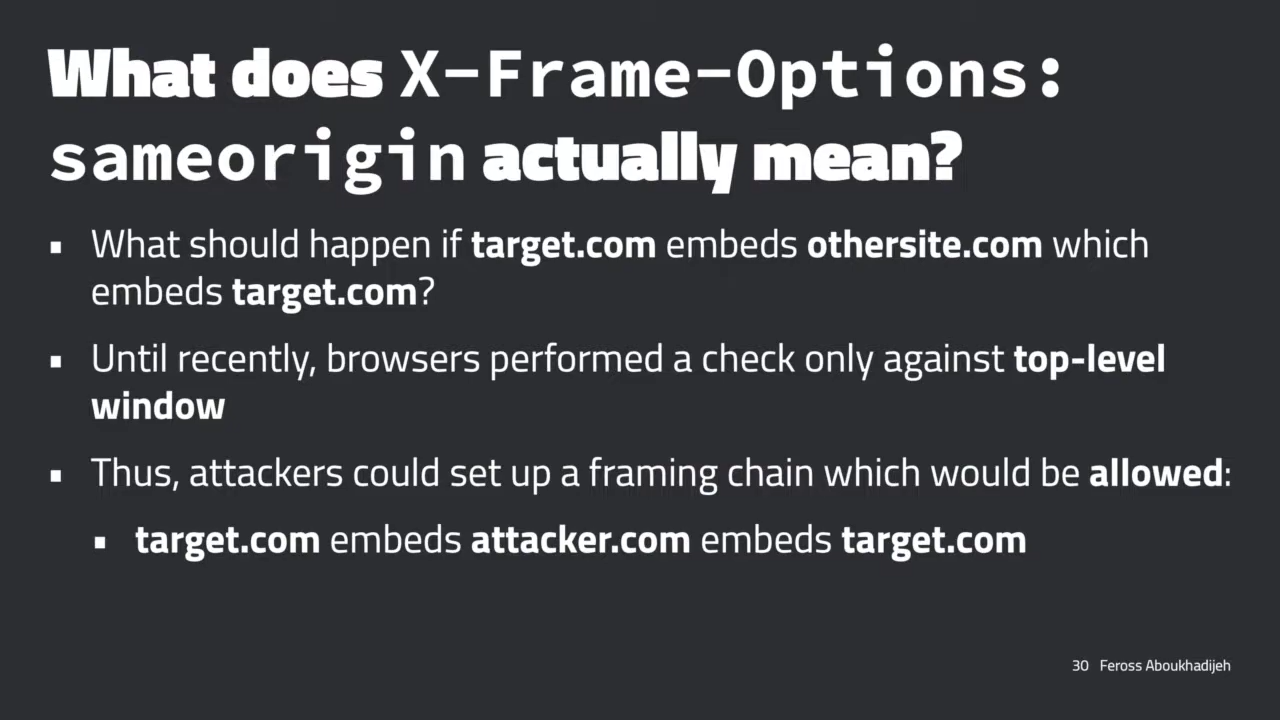 What does X-Frame-Options:
sameorigin actually mean?
▪ What should happen if target.com embeds othersite.com which
embeds target.com?
▪ Until recently, browsers performed a check only against top-level
window
▪ Thus, attackers could set up a framing chain which would be allowed:
▪ target.com embeds attacker.com embeds target.com
30 Feross Aboukhadijeh